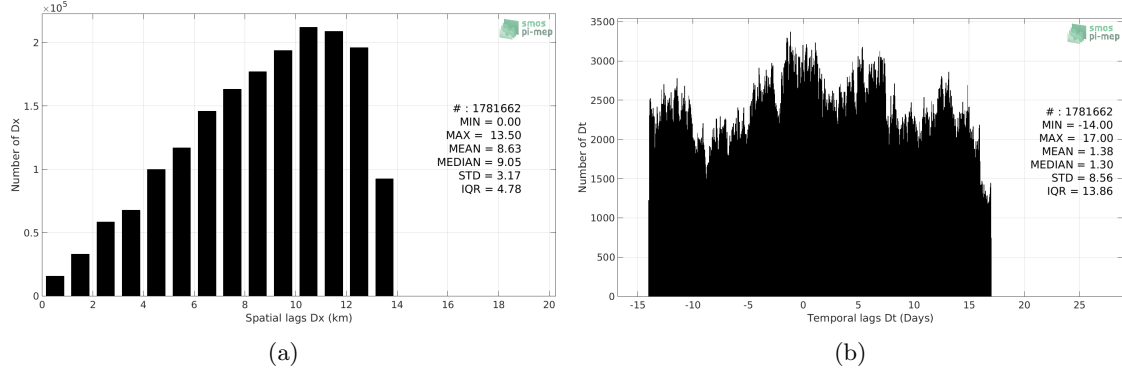 ×10⁵
2
1.5
1
0.5
0
Number of Dx
0 2 4 6 8 10 12 14 16 18 20
Spatial lags Dx (km)
smos
pi-mep
# : 1781662
MIN = 0.00
MAX = 13.50
MEAN = 8.63
MEDIAN = 9.05
STD = 3.17
IQR = 4.78
(a)
3500
3000
2500
2000
1500
1000
500
0
Number of Dt
-15 -10 -5 0 5 10 15 20 25
Temporal lags Dt (Days)
smos
pi-mep
# : 1781662
MIN = -14.00
MAX = 17.00
MEAN = 1.38
MEDIAN = 1.30
STD = 8.56
IQR = 13.86
(b)